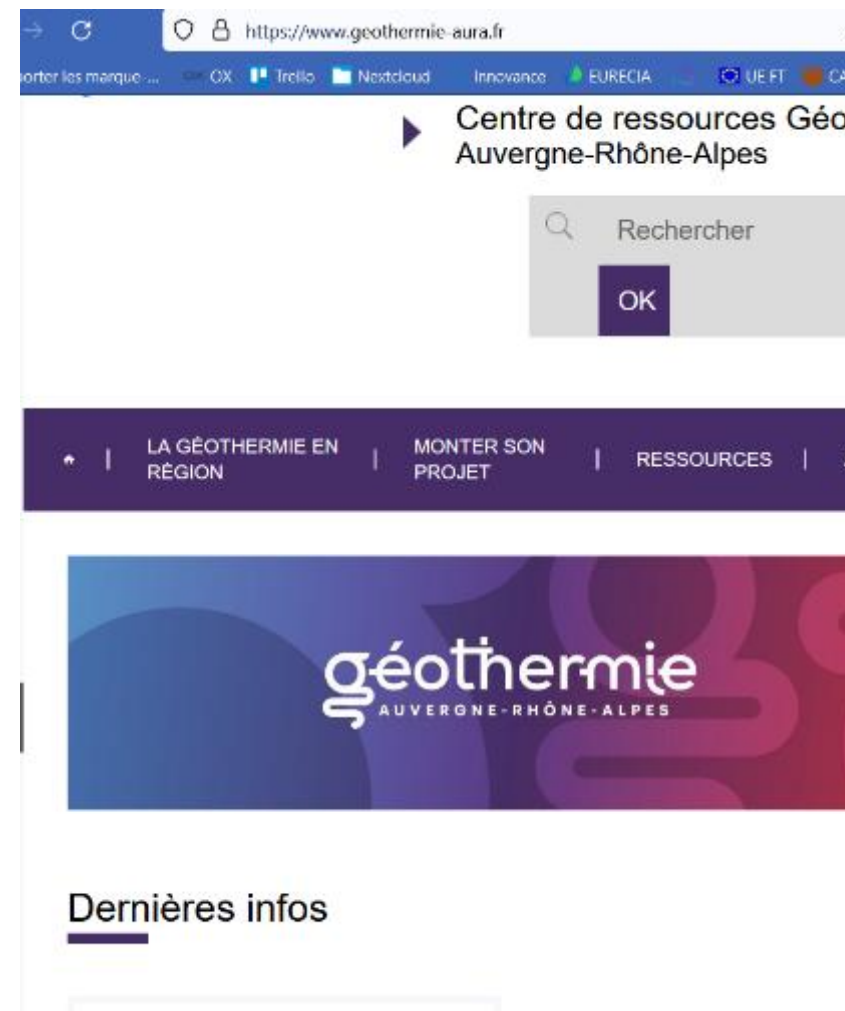 https://www.geothermie-aura.fr
orter les marque-... OX Trello Nextcloud Innovance EURECIA UE FT CA
Centre de ressources Géo
Auvergne-Rhône-Alpes
Rechercher
OK
LA GÉOTHERMIE EN
RÉGION
| MONTER SON
PROJET
| RESSOURCES |
géothermie
AUVERGNE-RHÔNE-ALPES
Dernières infos